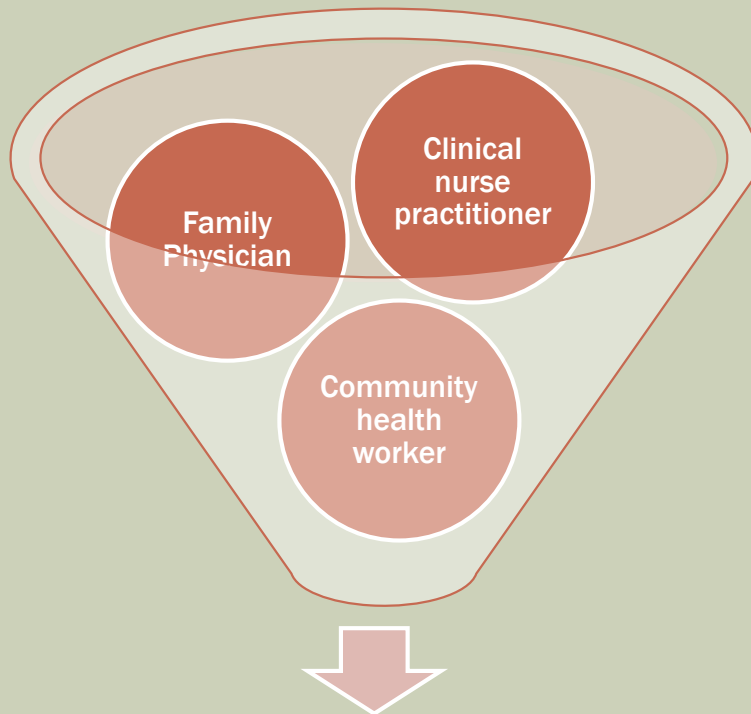 Family
Physician
Clinical
nurse
practitioner
Community
health
worker